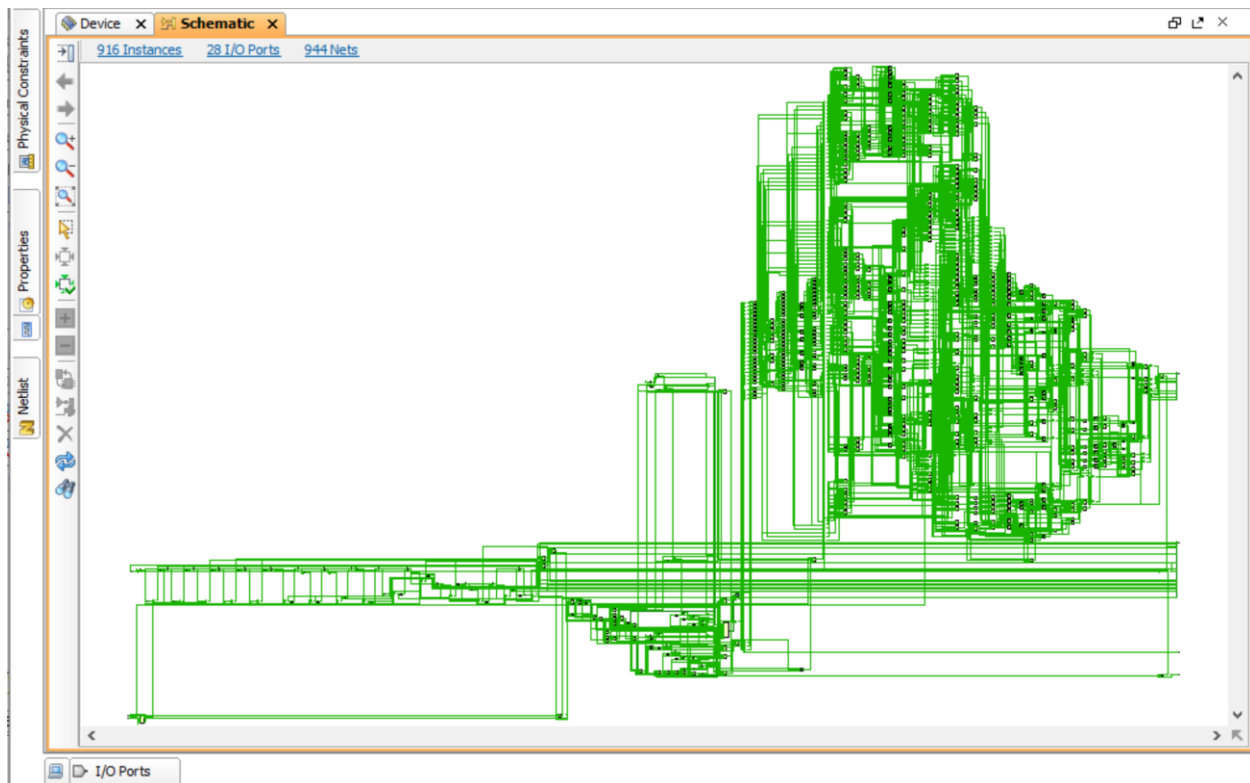 Device Schematic
916 Instances 28 I/O Ports 944 Nets
Physical Constraints
Properties
Netlist
I/O Ports